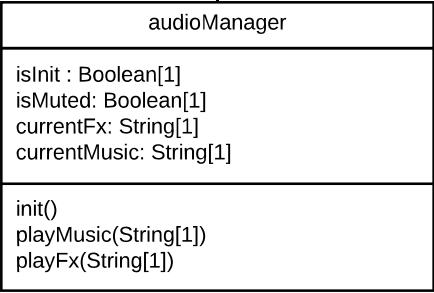 audioManager
isInit : Boolean[1]
isMuted: Boolean[1]
currentFx: String[1]
currentMusic: String[1]
init()
playMusic(String[1])
playFx(String[1])